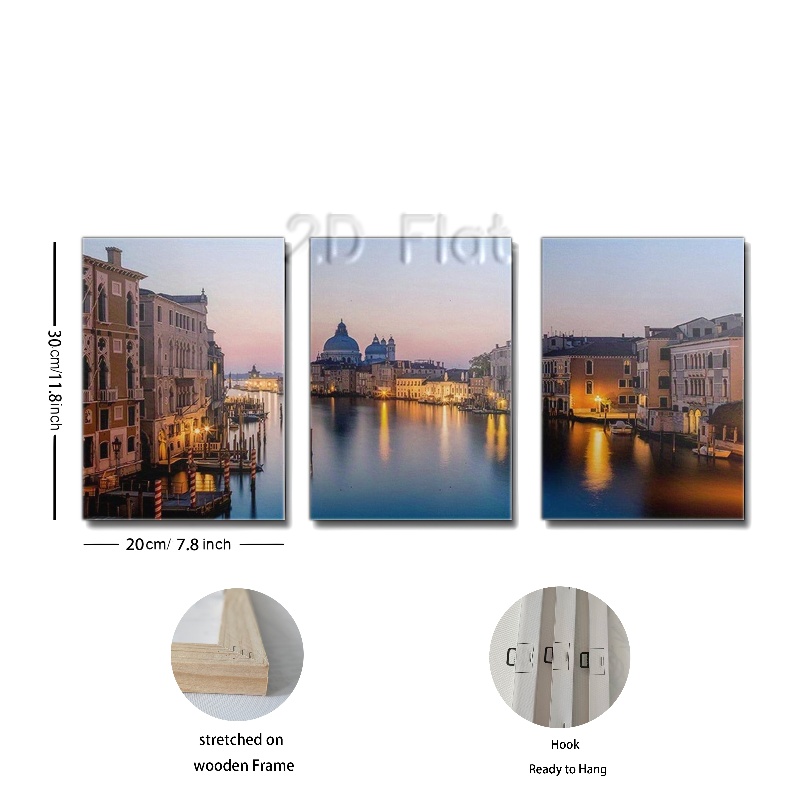 2D Flat
30cm/11.8inch
20cm/ 7.8 inch
stretched on
wooden Frame
Hook
Ready to Hang